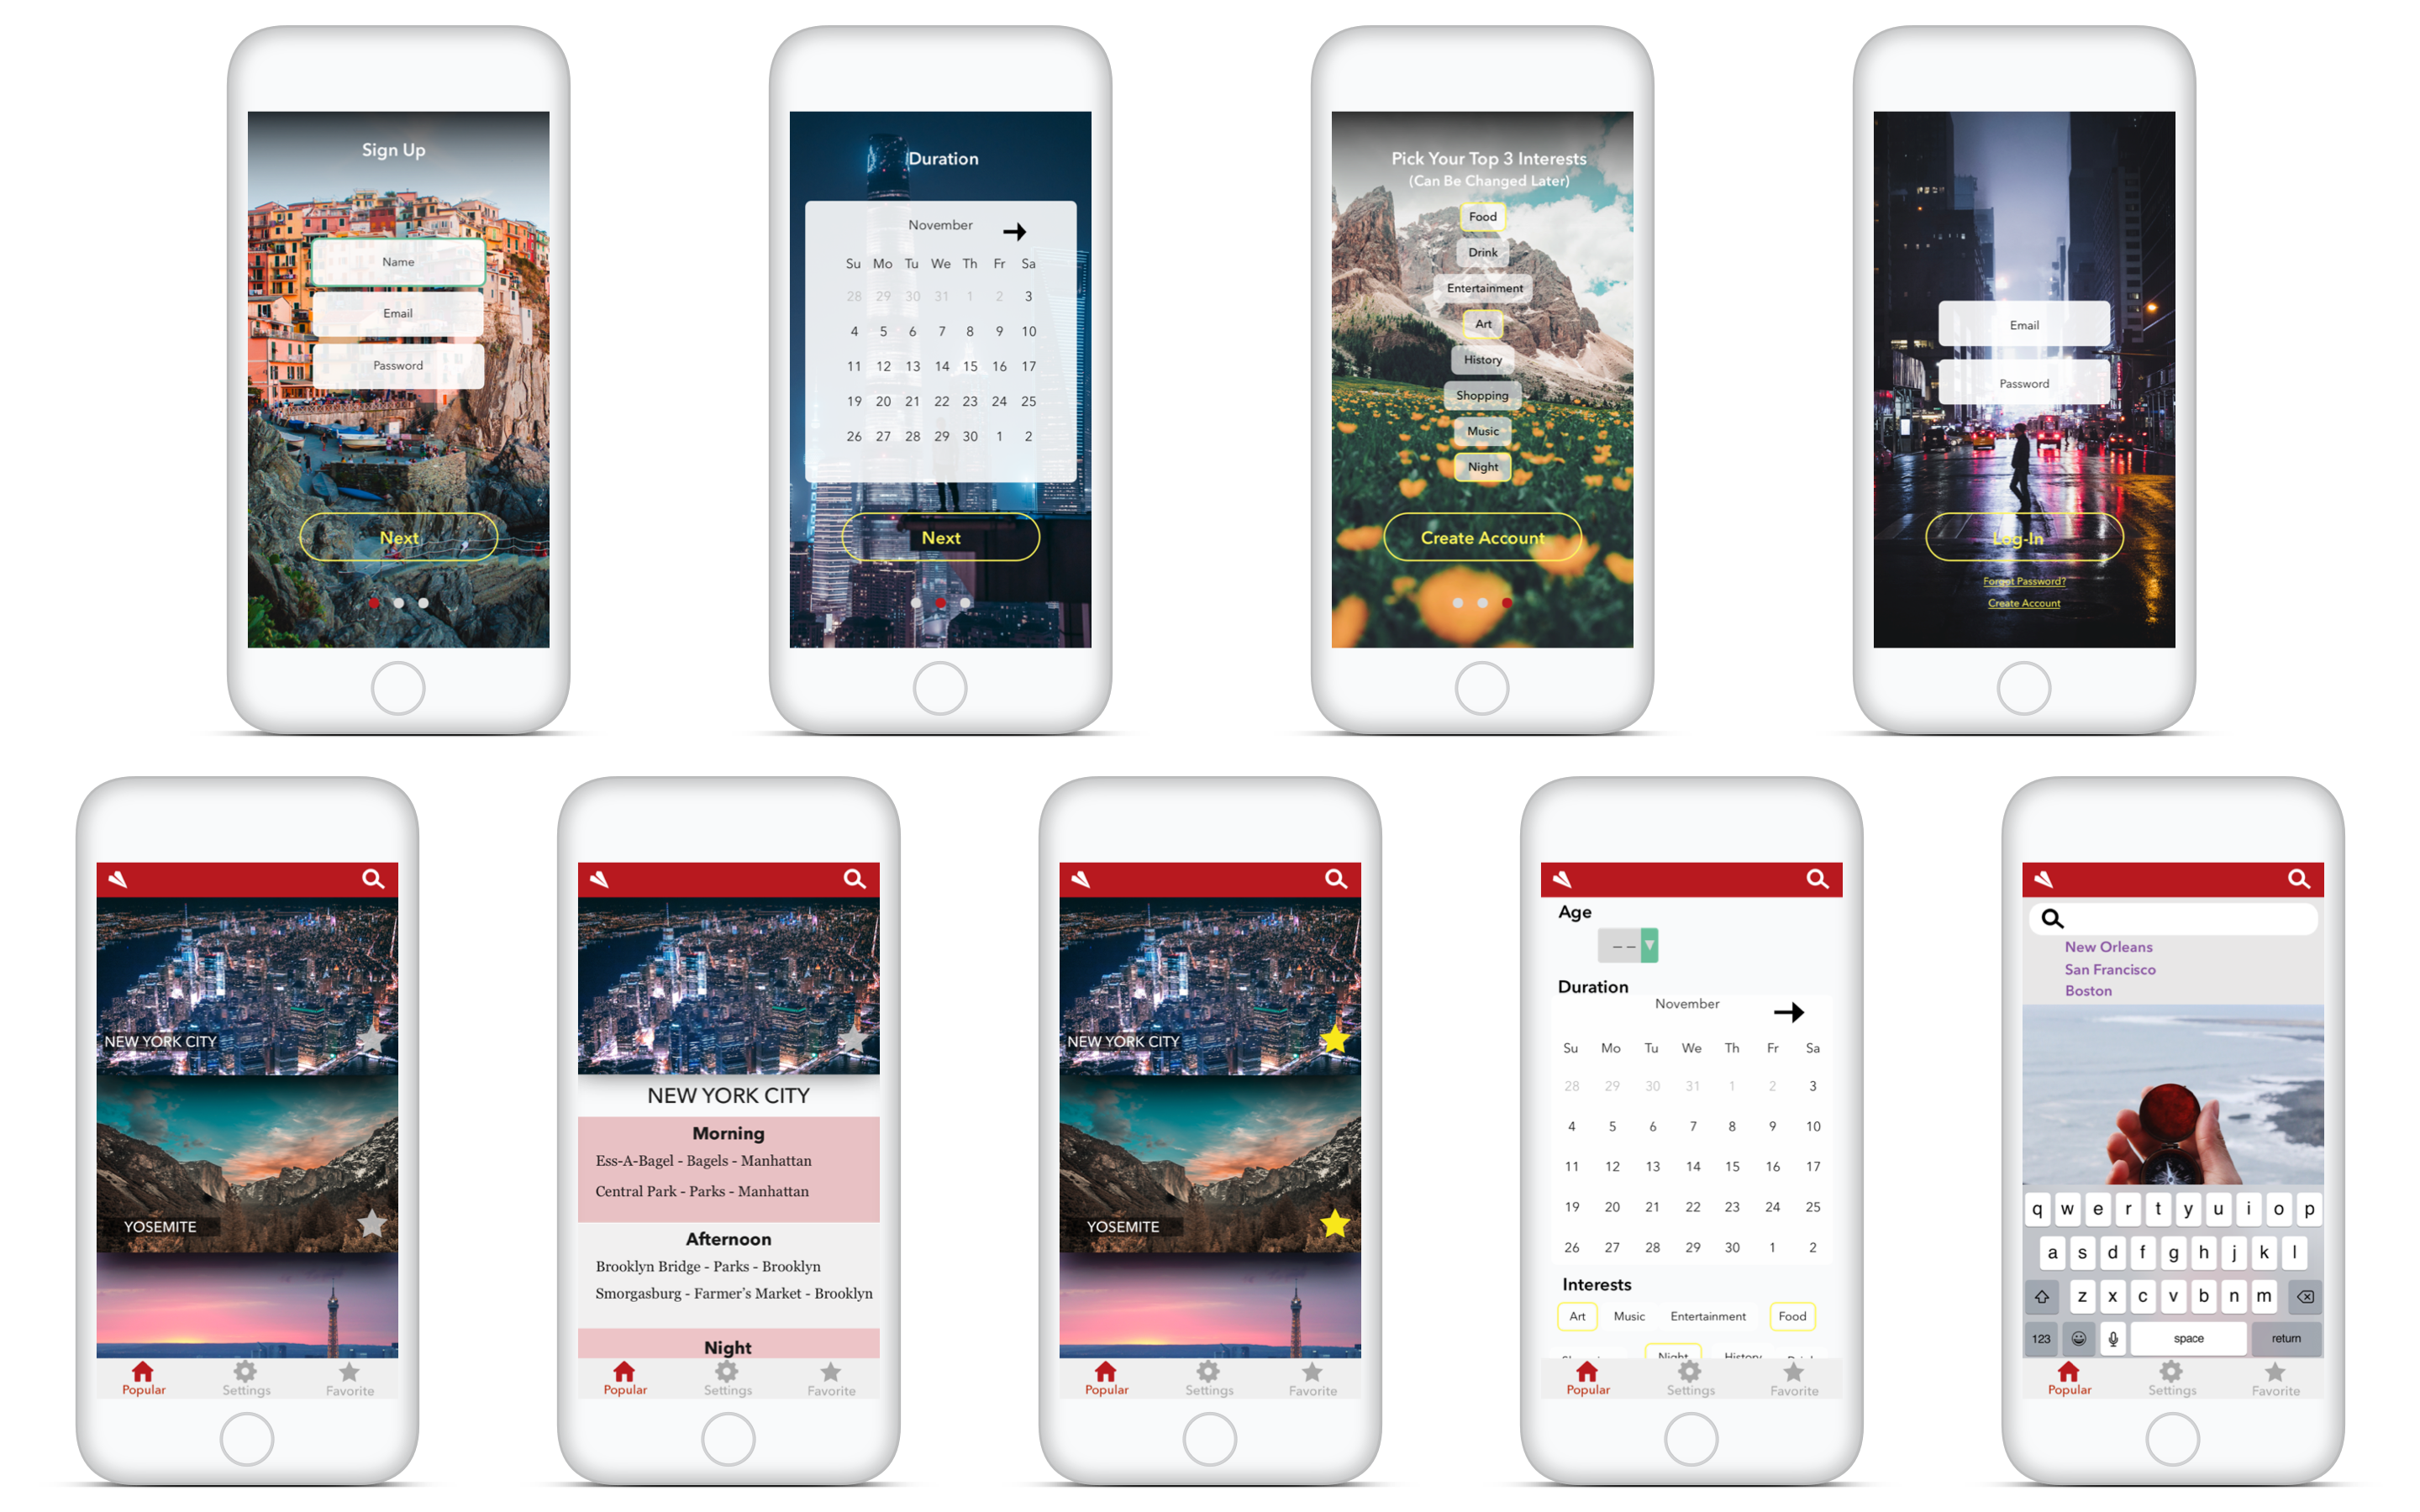 Sign Up
Name
Email
Password
Next
Duration
November
Su Mo Tu We Th Fr Sa
28 29 30 31 1 2 3
4 5 6 7 8 9 10
11 12 13 14 15 16 17
19 20 21 22 23 24 25
26 27 28 29 30 1 2
Next
Pick Your Top 3 Interests
(Can Be Changed Later)
Food
Drink
Entertainment
Art
History
Shopping
Music
Night
Create Account
Email
Password
Log-In
Forgot Password?
Create Account
NEW YORK CITY
YOSEMITE
Popular Settings Favorite
NEW YORK CITY
Morning
Ess-A-Bagel - Bagels - Manhattan
Central Park - Parks - Manhattan
Afternoon
Brooklyn Bridge - Parks - Brooklyn
Smorgasburg - Farmer's Market - Brooklyn
Night
Popular Settings Favorite
NEW YORK CITY
YOSEMITE
Popular Settings Favorite
Age
– –
Duration
November
Su Mo Tu We Th Fr Sa
28 29 30 31 1 2 3
4 5 6 7 8 9 10
11 12 13 14 15 16 17
19 20 21 22 23 24 25
26 27 28 29 30 1 2
Interests
Art Music Entertainment Food
Night History
Popular Settings Favorite
New Orleans
San Francisco
Boston
q w e r t y u i o p
a s d f g h j k l
z x c v b n m
123 space return
Popular Settings Favorite